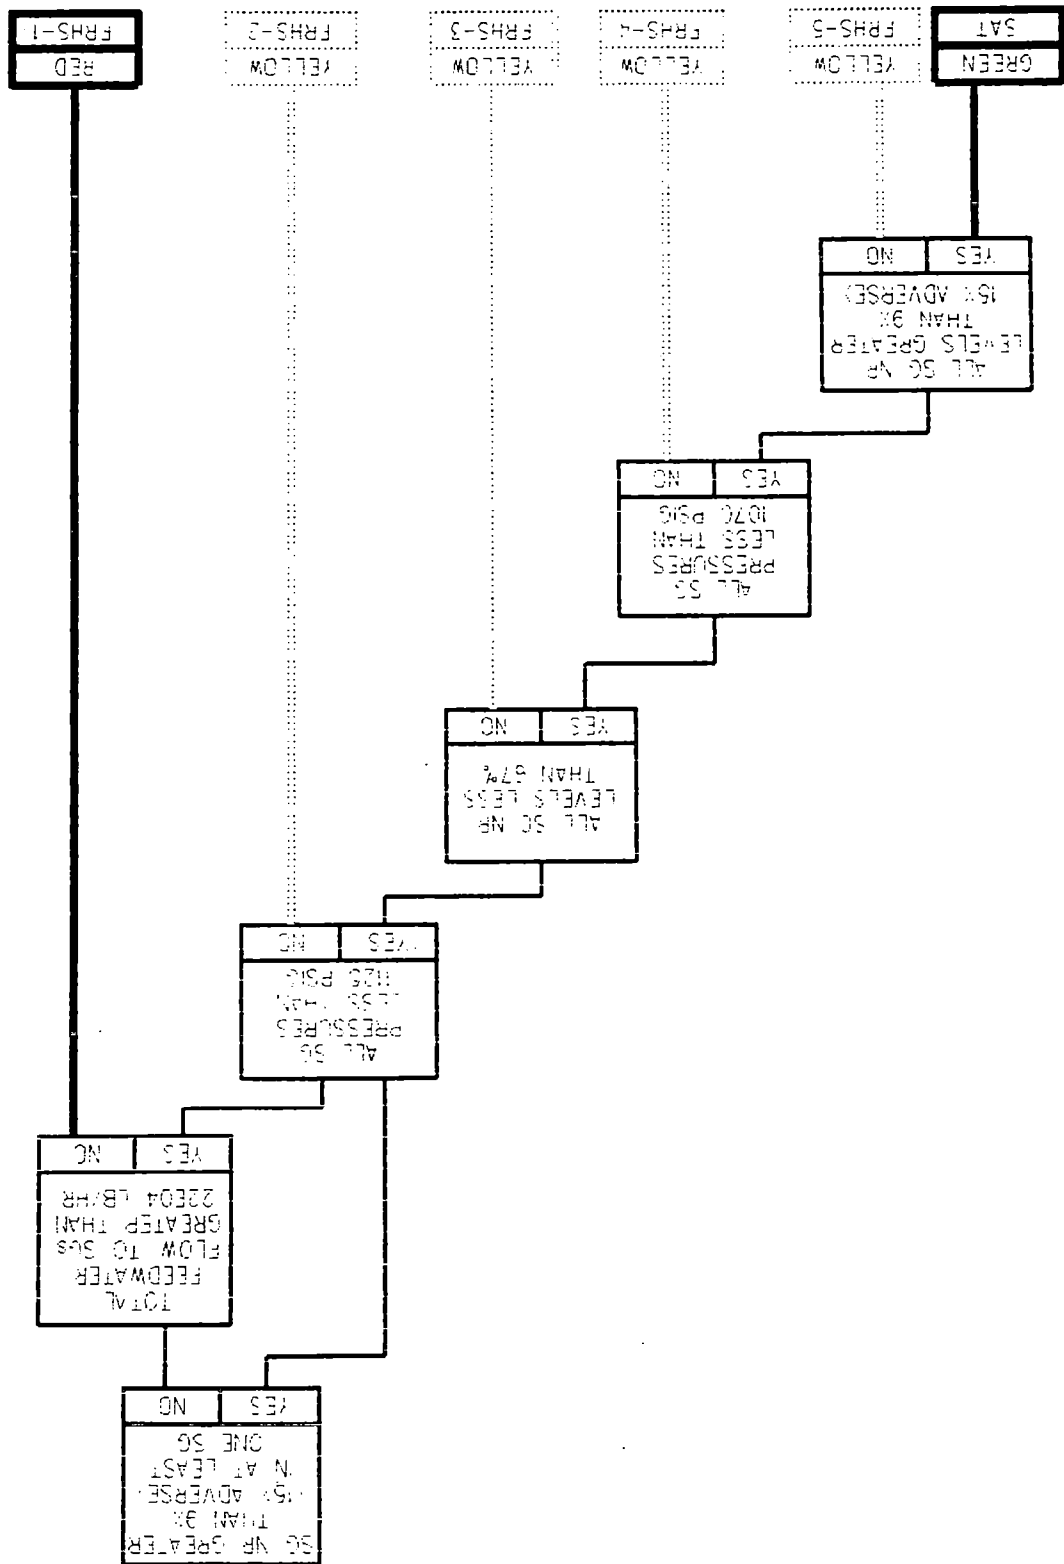 SG NR GREATER
THAN 9%
(15% ADVERSE)
IN AT LEAST
ONE SG
YES NO
TOTAL
FEEDWATER
FLOW TO SGs
GREATER THAN
22E04 LB/HR
YES NO
ALL SG
PRESSURES
LESS THAN
1125 PSIG
YES NO
ALL SG NR
LEVELS LESS
THAN 67%
YES NO
ALL SG
PRESSURES
LESS THAN
1070 PSIG
YES NO
ALL SG NR
LEVELS GREATER
THAN 9%
15% ADVERSE)
YES NO
GREEN
SAT
YELLOW
FRHS-5
YELLOW
FRHS-4
YELLOW
FRHS-3
YELLOW
FRHS-2
RED
FRHS-1